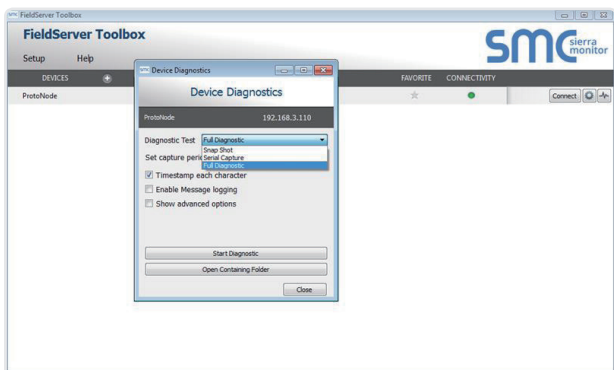 FieldServer Toolbox
FieldServer Toolbox
Setup Help
SMC sierra monitor
DEVICES FAVORITE CONNECTIVITY
ProtoNode Connect
Device Diagnostics
Device Diagnostics
ProtoNode 192.168.3.110
Diagnostic Test Full Diagnostic
Snap Shot
Set capture peri Serial Capture
Full Diagnostic
Timestamp each character
Enable Message logging
Show advanced options
Start Diagnostic
Open Containing Folder
Close